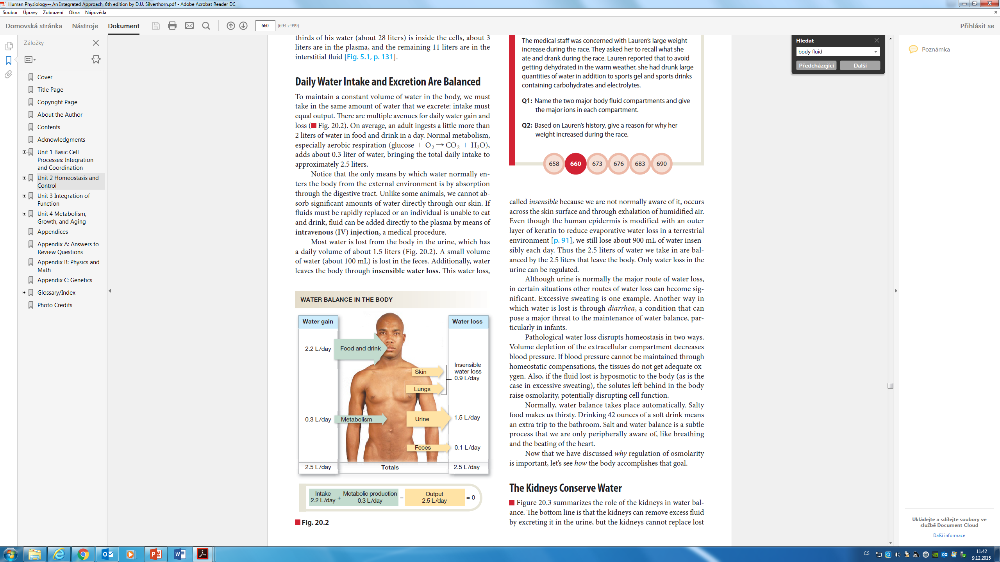 Human Physiology-- An Integrated Approach, 6th edition by D.U. Silverthorn.pdf - Adobe Acrobat Reader DC
Soubor Úpravy Zobrazení Okna Nápověda
Domovská stránka Nástroje Dokument 660 (693 z 999) Přihlásit se
Záložky
Cover
Title Page
Copyright Page
About the Author
Contents
Acknowledgments
Unit 1 Basic Cell
Processes: Integration
and Coordination
Unit 2 Homeostasis and
Control
Unit 3 Integration of
Function
Unit 4 Metabolism,
Growth, and Aging
Appendices
Appendix A: Answers to
Review Questions
Appendix B: Physics and
Math
Appendix C: Genetics
Glossary/Index
Photo Credits
thirds of his water (about 28 liters) is inside the cells, about 3
liters are in the plasma, and the remaining 11 liters are in the
interstitial fluid [Fig. 5.1, p. 131].
Daily Water Intake and Excretion Are Balanced
To maintain a constant volume of water in the body, we must
take in the same amount of water that we excrete: intake must
equal output. There are multiple avenues for daily water gain and
loss (■ Fig. 20.2). On average, an adult ingests a little more than
2 liters of water in food and drink in a day. Normal metabolism,
especially aerobic respiration (glucose + O₂ → CO₂ + H₂O),
adds about 0.3 liter of water, bringing the total daily intake to
approximately 2.5 liters.
Notice that the only means by which water normally en-
ters the body from the external environment is by absorption
through the digestive tract. Unlike some animals, we cannot ab-
sorb significant amounts of water directly through our skin. If
fluids must be rapidly replaced or an individual is unable to eat
and drink, fluid can be added directly to the plasma by means of
intravenous (IV) injection, a medical procedure.
Most water is lost from the body in the urine, which has
a daily volume of about 1.5 liters (Fig. 20.2). A small volume
of water (about 100 mL) is lost in the feces. Additionally, water
leaves the body through insensible water loss. This water loss,
WATER BALANCE IN THE BODY
Water gain
Water loss
2.2 L/day
Food and drink
Skin
Lungs
Insensible
water loss
0.9 L/day
0.3 L/day
Metabolism
Urine
1.5 L/day
Feces
0.1 L/day
2.5 L/day
Totals
2.5 L/day
Intake
2.2 L/day
+
Metabolic production
0.3 L/day
–
Output
2.5 L/day
= 0
■ Fig. 20.2
The medical staff was concerned with Lauren's large weight
increase during the race. They asked her to recall what she
ate and drank during the race. Lauren reported that to avoid
getting dehydrated in the warm weather, she had drunk large
quantities of water in addition to sports gel and sports drinks
containing carbohydrates and electrolytes.
Q1: Name the two major body fluid compartments and give
the major ions in each compartment.
Q2: Based on Lauren's history, give a reason for why her
weight increased during the race.
658 660 673 676 683 690
called insensible because we are not normally aware of it, occurs
across the skin surface and through exhalation of humidified air.
Even though the human epidermis is modified with an outer
layer of keratin to reduce evaporative water loss in a terrestrial
environment [p. 91], we still lose about 900 mL of water insen-
sibly each day. Thus the 2.5 liters of water we take in are bal-
anced by the 2.5 liters that leave the body. Only water loss in the
urine can be regulated.
Although urine is normally the major route of water loss,
in certain situations other routes of water loss can become sig-
nificant. Excessive sweating is one example. Another way in
which water is lost is through diarrhea, a condition that can
pose a major threat to the maintenance of water balance, par-
ticularly in infants.
Pathological water loss disrupts homeostasis in two ways.
Volume depletion of the extracellular compartment decreases
blood pressure. If blood pressure cannot be maintained through
homeostatic compensations, the tissues do not get adequate ox-
ygen. Also, if the fluid lost is hyposmotic to the body (as is the
case in excessive sweating), the solutes left behind in the body
raise osmolarity, potentially disrupting cell function.
Normally, water balance takes place automatically. Salty
food makes us thirsty. Drinking 42 ounces of a soft drink means
an extra trip to the bathroom. Salt and water balance is a subtle
process that we are only peripherally aware of, like breathing
and the beating of the heart.
Now that we have discussed why regulation of osmolarity
is important, let's see how the body accomplishes that goal.
The Kidneys Conserve Water
■ Figure 20.3 summarizes the role of the kidneys in water bal-
ance. The bottom line is that the kidneys can remove excess fluid
by excreting it in the urine, but the kidneys cannot replace lost
Hledat
body fluid
Předcházející Další
Poznámka
Ukládejte a sdílejte soubory ve
službě Document Cloud
Další informace
CS
11:42
9.12.2015